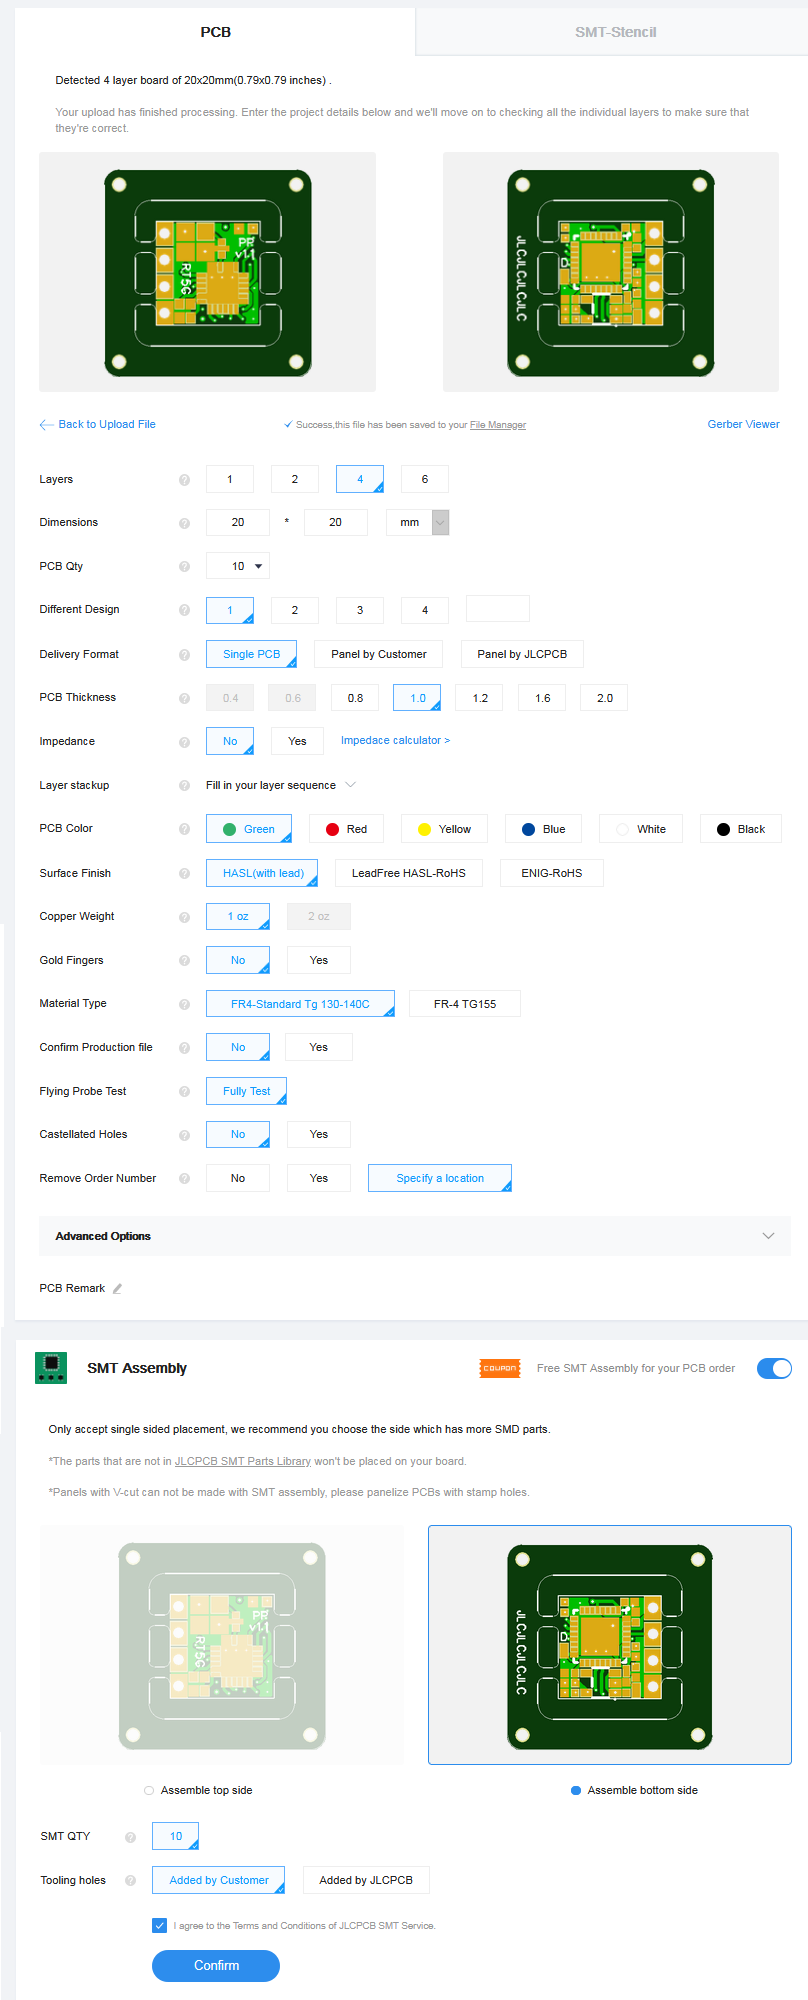 PCB
SMT-Stencil
Detected 4 layer board of 20x20mm(0.79x0.79 inches) .
Your upload has finished processing. Enter the project details below and we'll move on to checking all the individual layers to make sure that
they're correct.
PR
v1.1
RJ5G
JLCJLCJLCJLC
D
← Back to Upload File
Success,this file has been saved to your File Manager
Gerber Viewer
Layers ? 1 2 4 6
Dimensions ? 20 * 20 mm
PCB Qty ? 10
Different Design ? 1 2 3 4
Delivery Format ? Single PCB Panel by Customer Panel by JLCPCB
PCB Thickness ? 0.4 0.6 0.8 1.0 1.2 1.6 2.0
Impedance ? No Yes Impedace calculator >
Layer stackup ? Fill in your layer sequence
PCB Color ? Green Red Yellow Blue White Black
Surface Finish ? HASL(with lead) LeadFree HASL-RoHS ENIG-RoHS
Copper Weight ? 1 oz 2 oz
Gold Fingers ? No Yes
Material Type ? FR4-Standard Tg 130-140C FR-4 TG155
Confirm Production file ? No Yes
Flying Probe Test ? Fully Test
Castellated Holes ? No Yes
Remove Order Number ? No Yes Specify a location
Advanced Options
PCB Remark
SMT Assembly
COUPON
Free SMT Assembly for your PCB order
Only accept single sided placement, we recommend you choose the side which has more SMD parts.
*The parts that are not in JLCPCB SMT Parts Library won't be placed on your board.
*Panels with V-cut can not be made with SMT assembly, please panelize PCBs with stamp holes.
PR
v1.1
RJ5G
JLCJLCJLCJLC
D
Assemble top side
Assemble bottom side
SMT QTY ? 10
Tooling holes ? Added by Customer Added by JLCPCB
I agree to the Terms and Conditions of JLCPCB SMT Service.
Confirm